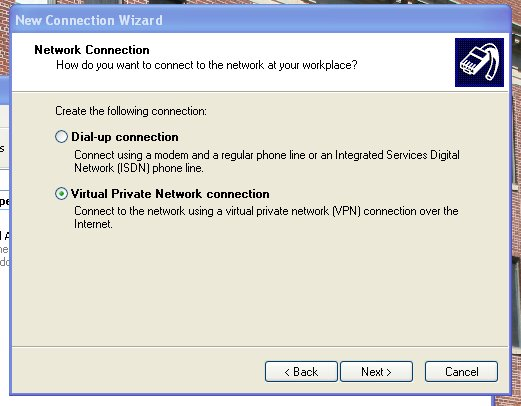 New Connection Wizard
Network Connection
How do you want to connect to the network at your workplace?
Create the following connection:
Dial-up connection
Connect using a modem and a regular phone line or an Integrated Services Digital
Network (ISDN) phone line.
Virtual Private Network connection
Connect to the network using a virtual private network (VPN) connection over the
Internet.
< Back
Next >
Cancel